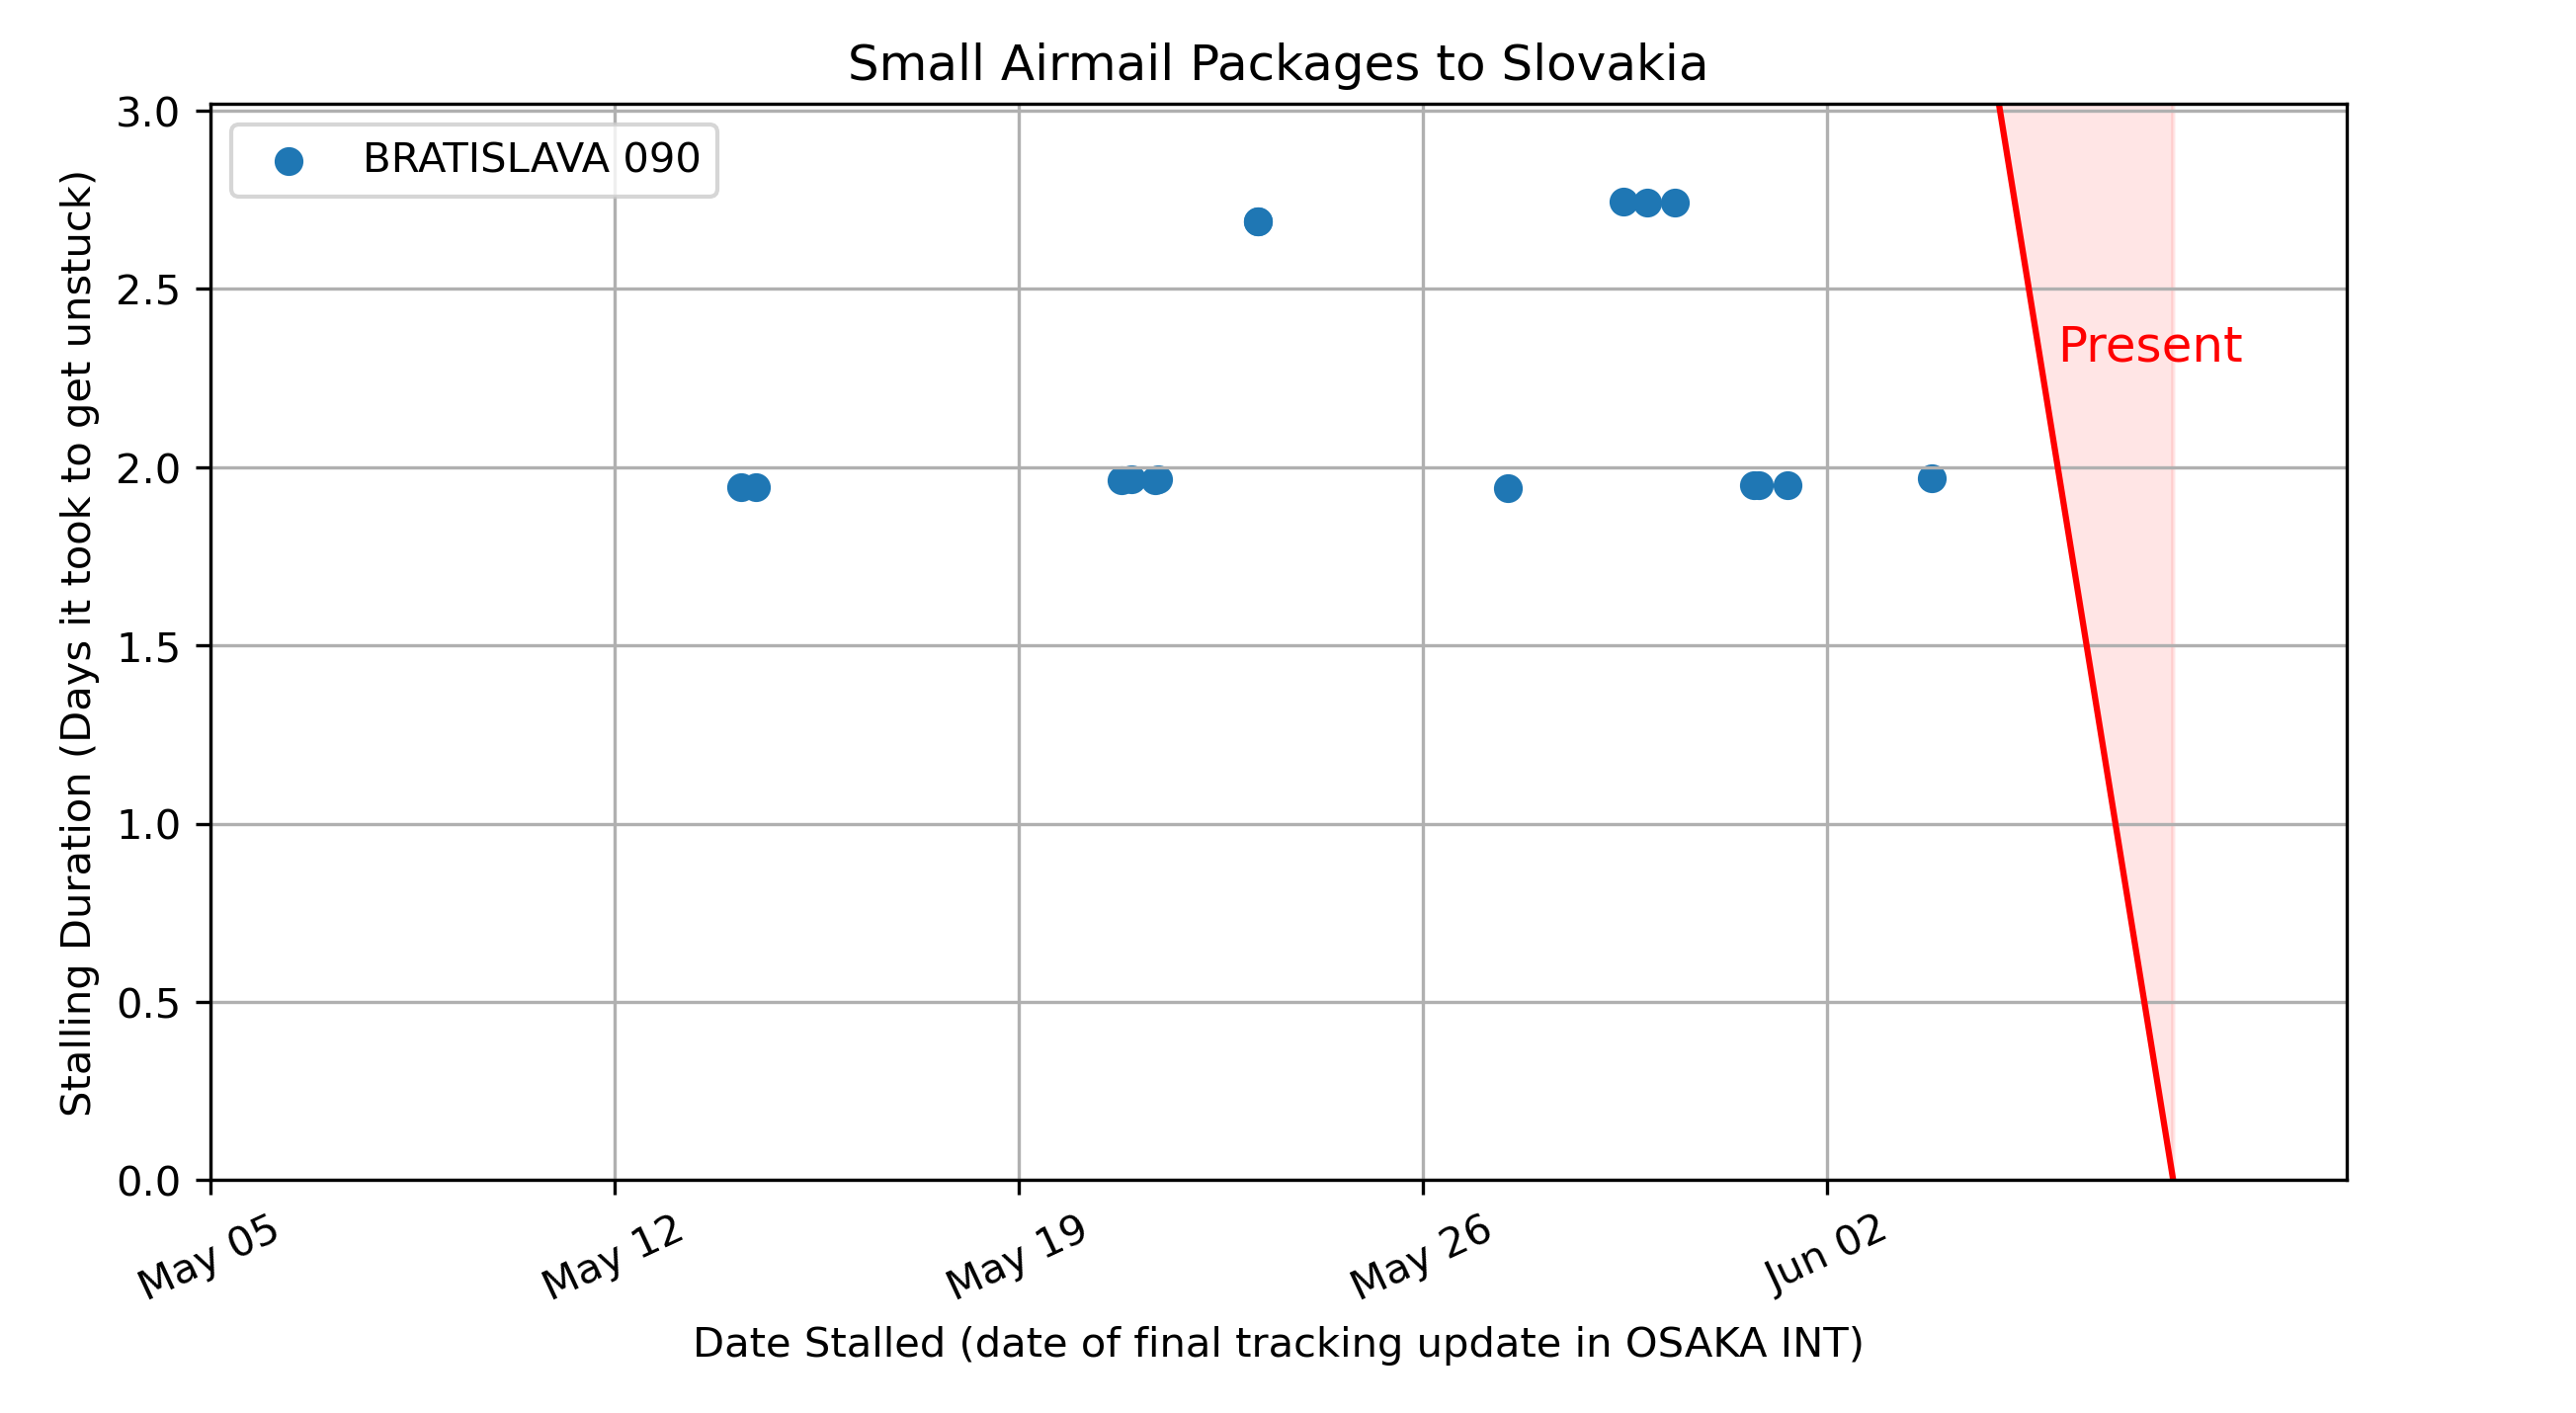 Small Airmail Packages to Slovakia
BRATISLAVA 090
Present
Stalling Duration (Days it took to get unstuck)
3.0
2.5
2.0
1.5
1.0
0.5
0.0
May 05
May 12
May 19
May 26
Jun 02
Date Stalled (date of final tracking update in OSAKA INT)